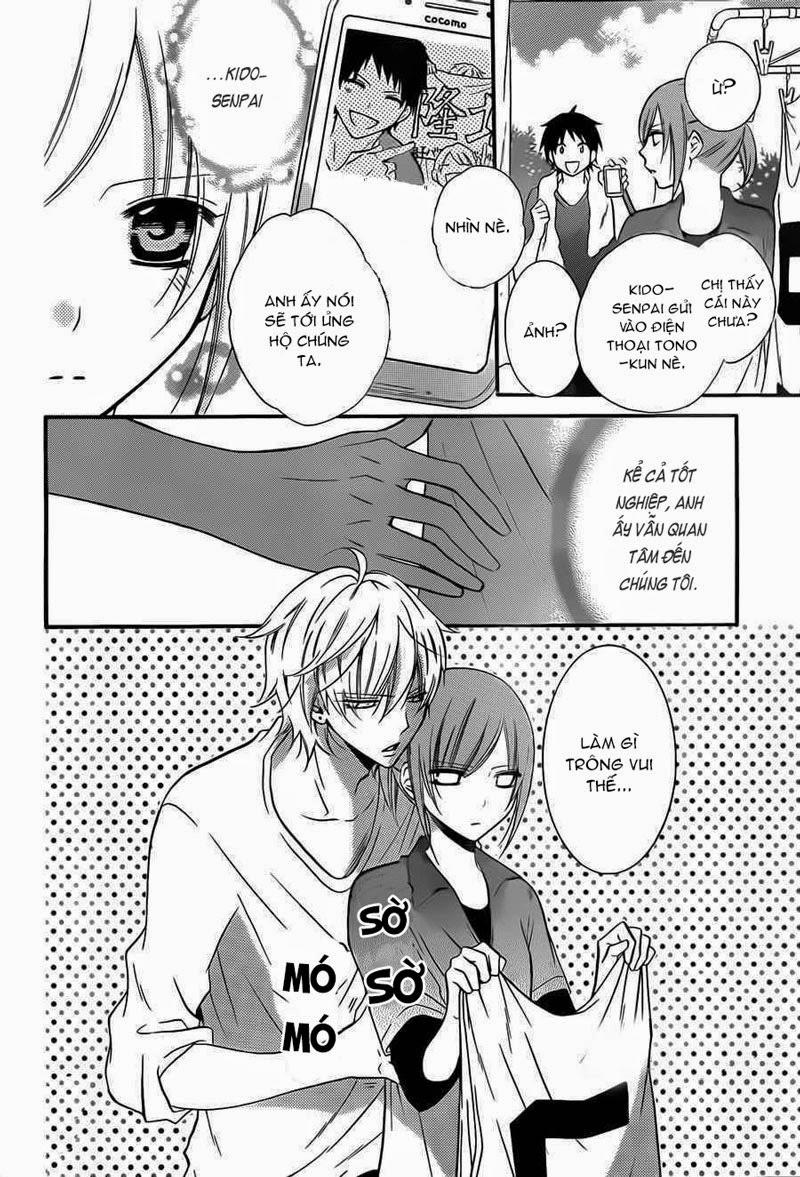 Ừ?
CHỊ THẤY
CÁI NÀY
CHƯA?
KIDO-
SENPAI GỬI
VÀO ĐIỆN
THOẠI TONO
-KUN NÈ.
ẢNH?
COCOMO
隆
NHÌN NÈ.
ANH ẤY NÓI
SẼ TỚI ỦNG
HỘ CHÚNG
TA.
...KIDO-
SENPAI
KỂ CẢ TỐT
NGHIỆP, ANH
ẤY VẪN QUAN
TÂM ĐẾN
CHÚNG TÔI.
LÀM GÌ
TRÔNG VUI
THẾ...
SỜ
SỜ
MÓ
MÓ